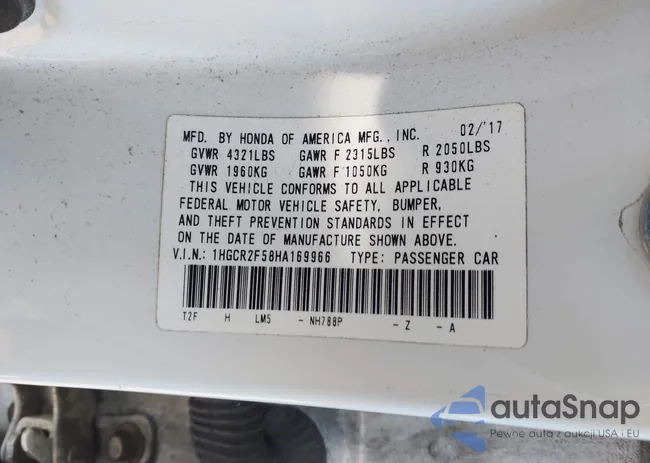 MFD. BY HONDA OF AMERICA MFG., INC. 02/'17
GVWR 4321LBS GAWR F 2315LBS R 2050LBS
GVWR 1960KG GAWR F 1050KG R 930KG
THIS VEHICLE CONFORMS TO ALL APPLICABLE
FEDERAL MOTOR VEHICLE SAFETY, BUMPER,
AND THEFT PREVENTION STANDARDS IN EFFECT
ON THE DATE OF MANUFACTURE SHOWN ABOVE.
V.I.N.: 1HGCR2F58HA169966 TYPE: PASSENGER CAR
T2F H LM5 - NH788P - Z - A
autaSnap
Pewne auta z aukcji USA i EU